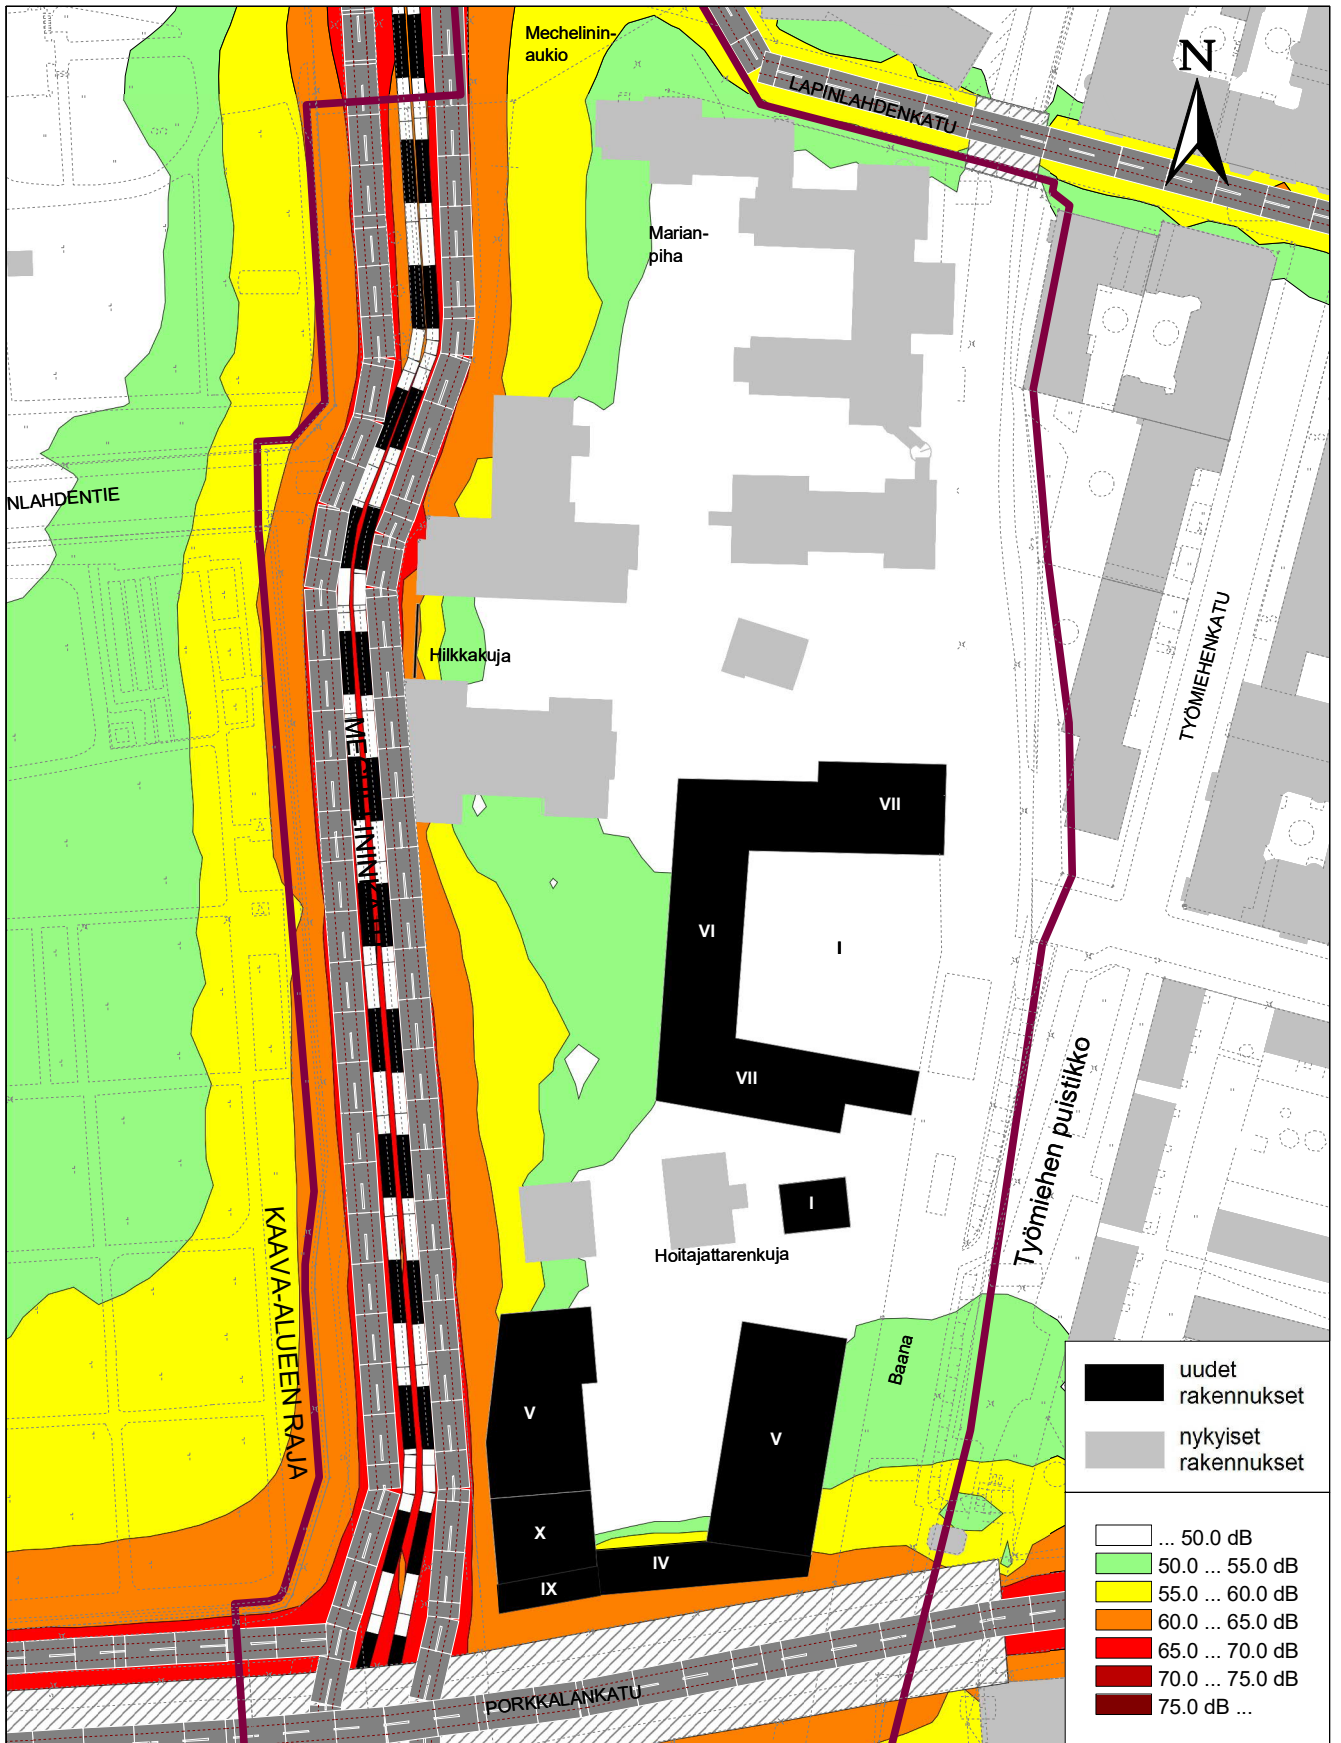 Mechelinin-
aukio
N
LAPINLAHDENKATU
Marian-
piha
NLAHDENTIE
TYÖMIEHENKATU
Hilkkakuja
VII
VI
I
VII
Työmiehen puistikko
I
Hoitajattarenkuja
KAAVA-ALUEEN RAJA
Baana
V
V
X
IV
IX
PORKKALANKATU
uudet
rakennukset
nykyiset
rakennukset
... 50.0 dB
50.0 ... 55.0 dB
55.0 ... 60.0 dB
60.0 ... 65.0 dB
65.0 ... 70.0 dB
70.0 ... 75.0 dB
75.0 dB ...